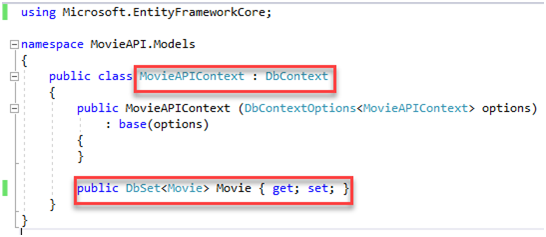 using Microsoft.EntityFrameworkCore;
namespace MovieAPI.Models
{
public class MovieAPIContext : DbContext
{
public MovieAPIContext (DbContextOptions<MovieAPIContext> options)
: base(options)
{
}
public DbSet<Movie> Movie { get; set; }
}
}